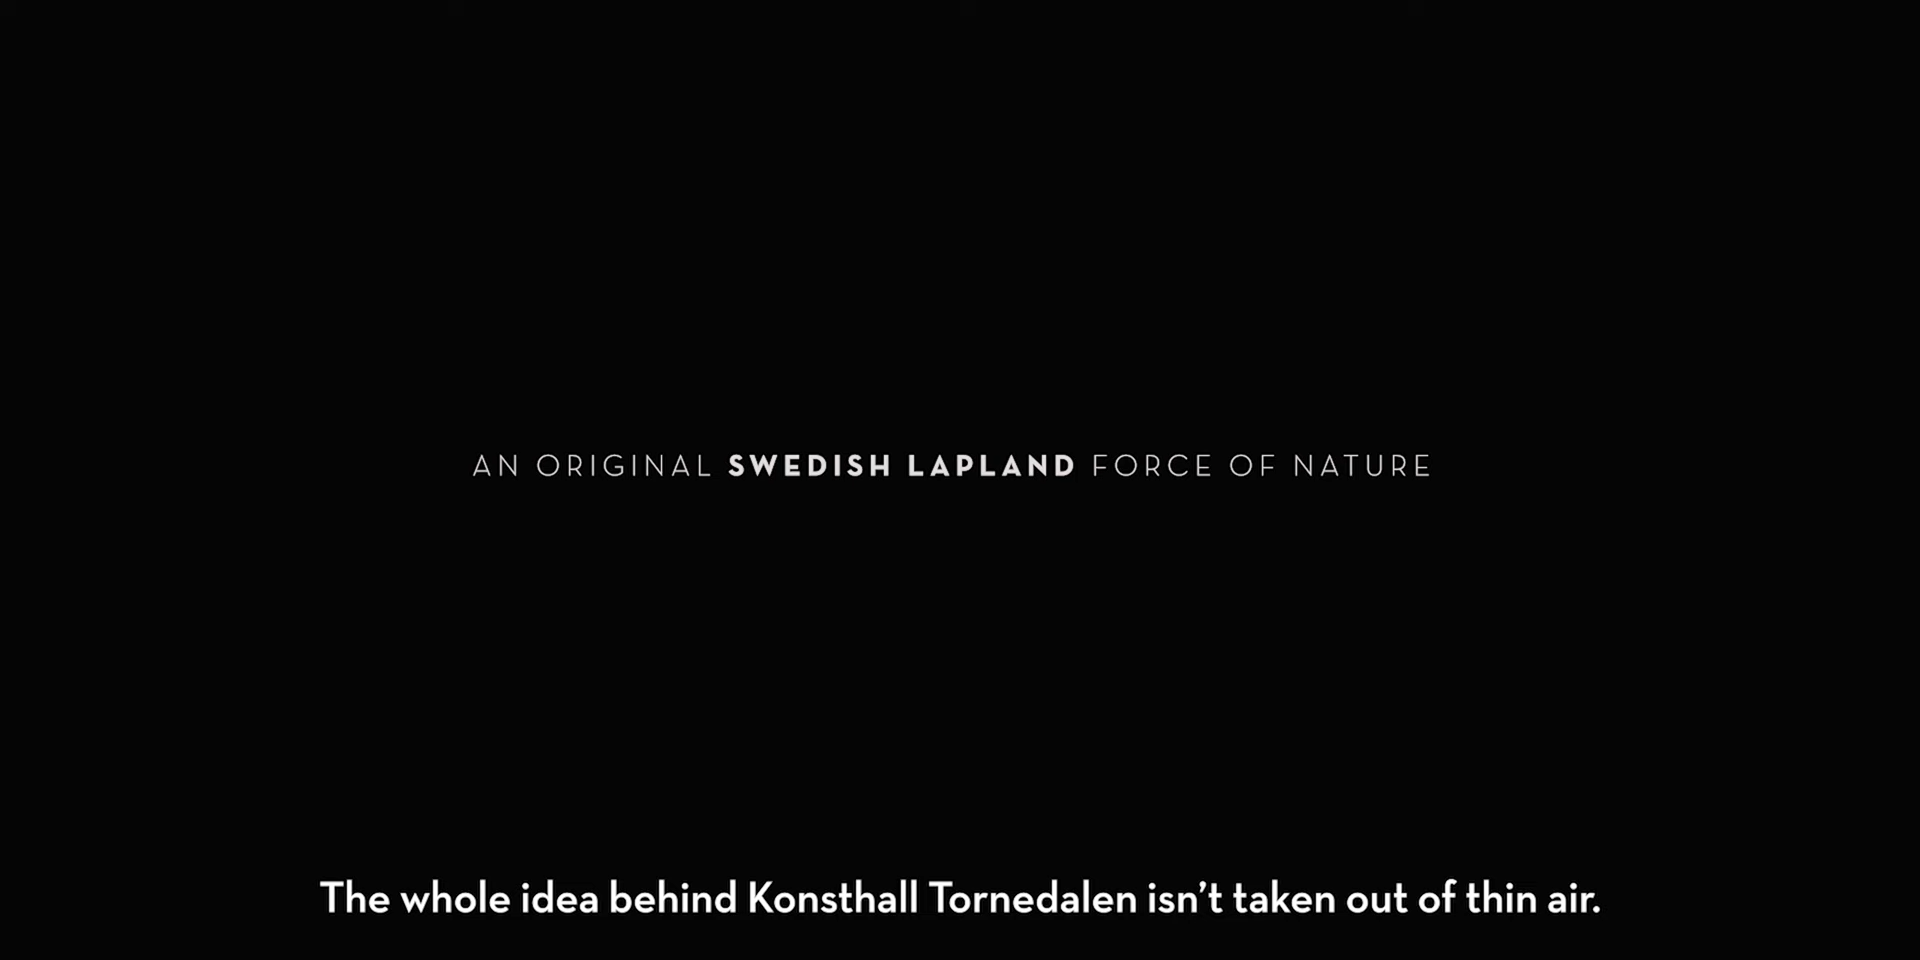 AN ORIGINAL SWEDISH LAPLAND FORCE OF NATURE
The whole idea behind Konsthall Tornedalen isn’t taken out of thin air.